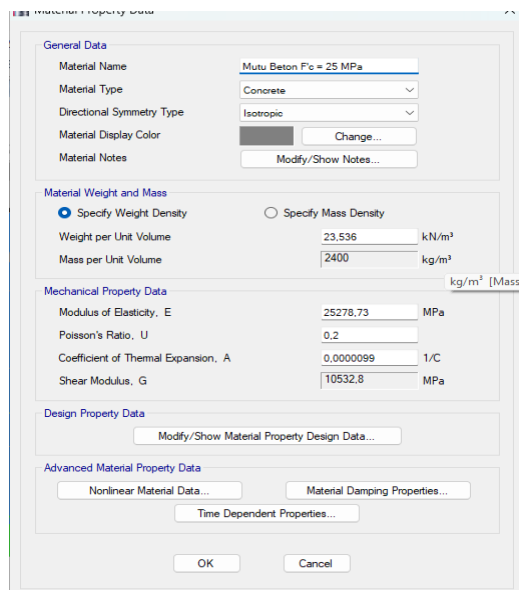 Material Property Data
General Data
Material Name Mutu Beton F'c = 25 MPa
Material Type Concrete
Directional Symmetry Type Isotropic
Material Display Color Change...
Material Notes Modify/Show Notes...
Material Weight and Mass
Specify Weight Density Specify Mass Density
Weight per Unit Volume 23,536 kN/m³
Mass per Unit Volume 2400 kg/m³
kg/m³ [Mass
Mechanical Property Data
Modulus of Elasticity, E 25278,73 MPa
Poisson's Ratio, U 0,2
Coefficient of Thermal Expansion, A 0,0000099 1/C
Shear Modulus, G 10532,8 MPa
Design Property Data
Modify/Show Material Property Design Data...
Advanced Material Property Data
Nonlinear Material Data... Material Damping Properties...
Time Dependent Properties...
OK Cancel